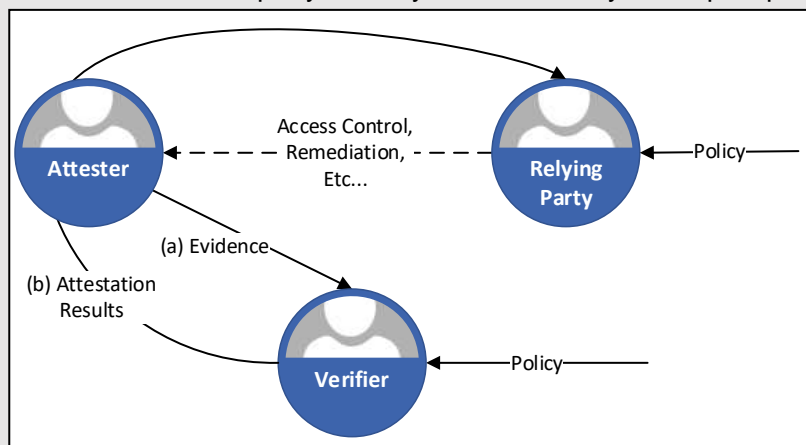 Access Control,
Remediation,
Etc...
Attester
Relying
Party
Policy
(a) Evidence
(b) Attestation
Results
Verifier
Policy